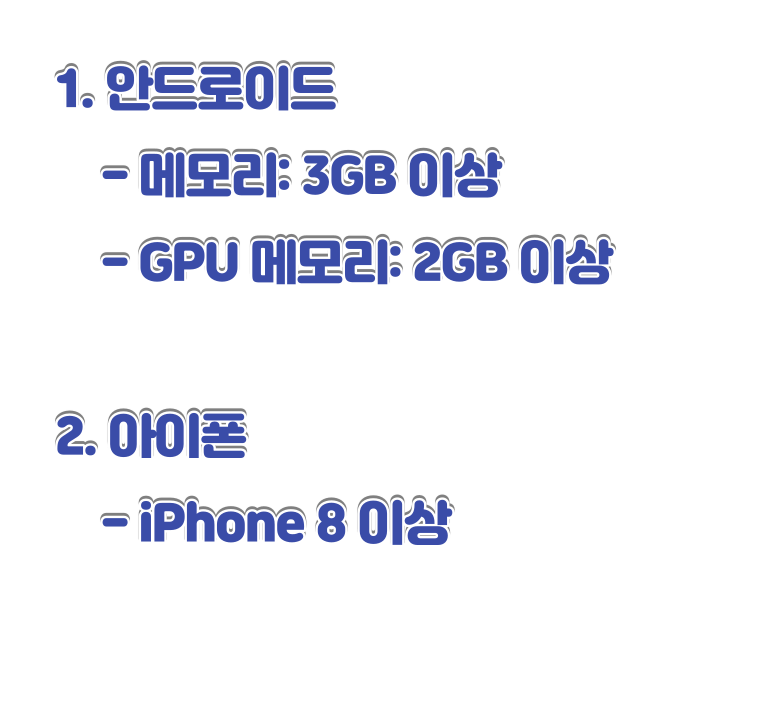 1. 안드로이드
- 메모리: 3GB 이상
- GPU 메모리: 2GB 이상
2. 아이폰
- iPhone 8 이상